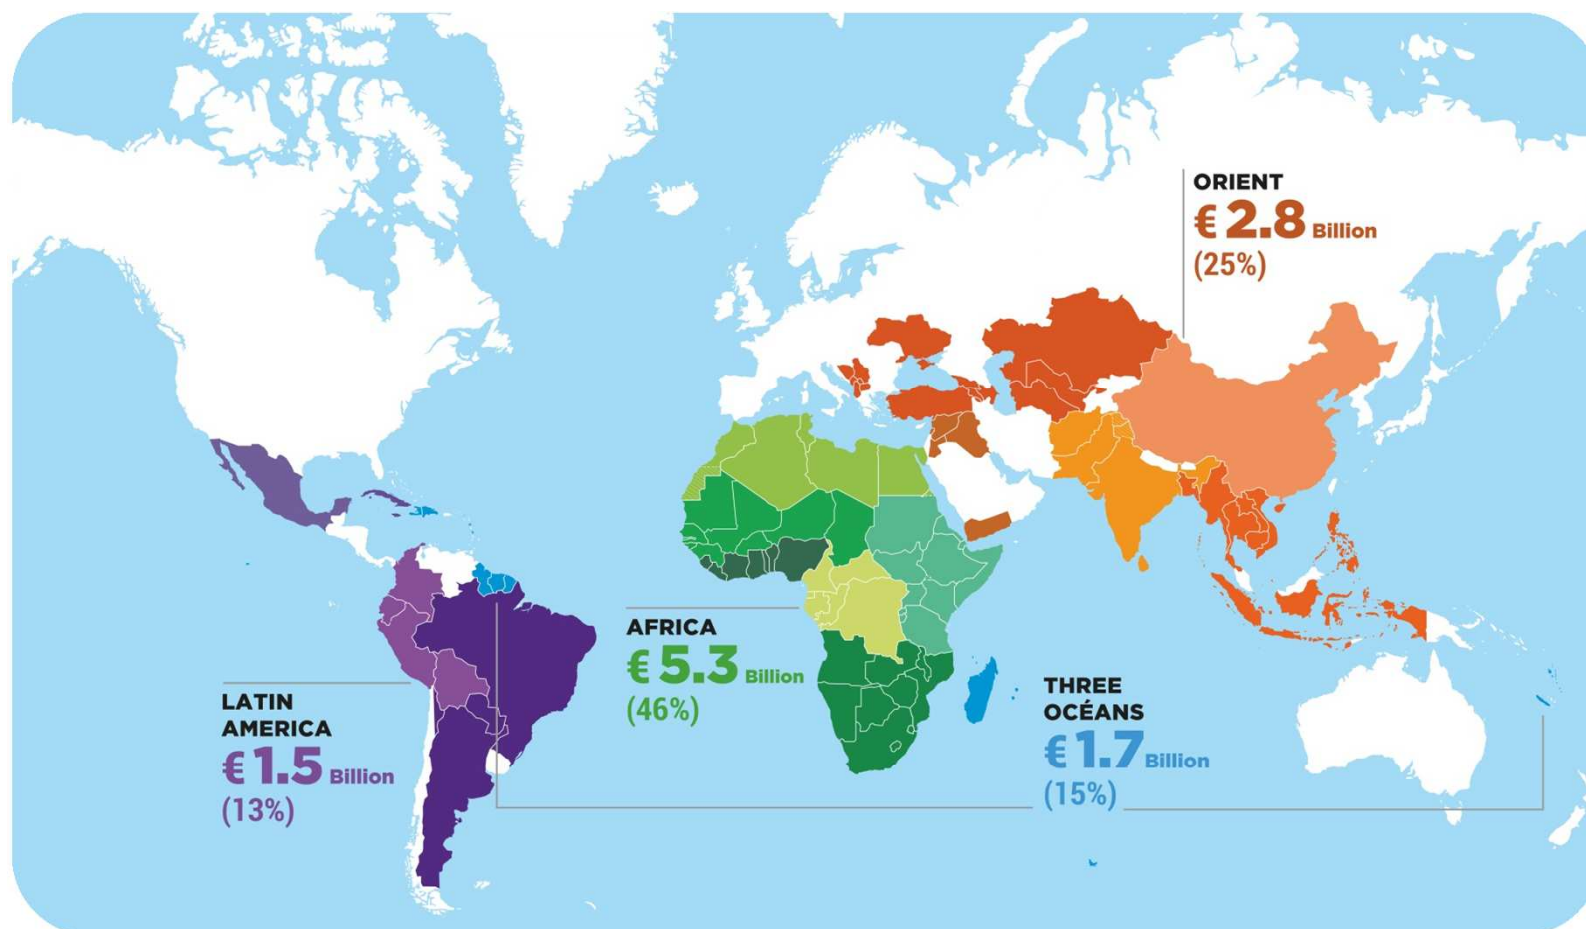 ORIENT
€ 2.8 Billion
(25%)
AFRICA
€ 5.3 Billion
(46%)
LATIN
AMERICA
€ 1.5 Billion
(13%)
THREE
OCÉANS
€ 1.7 Billion
(15%)